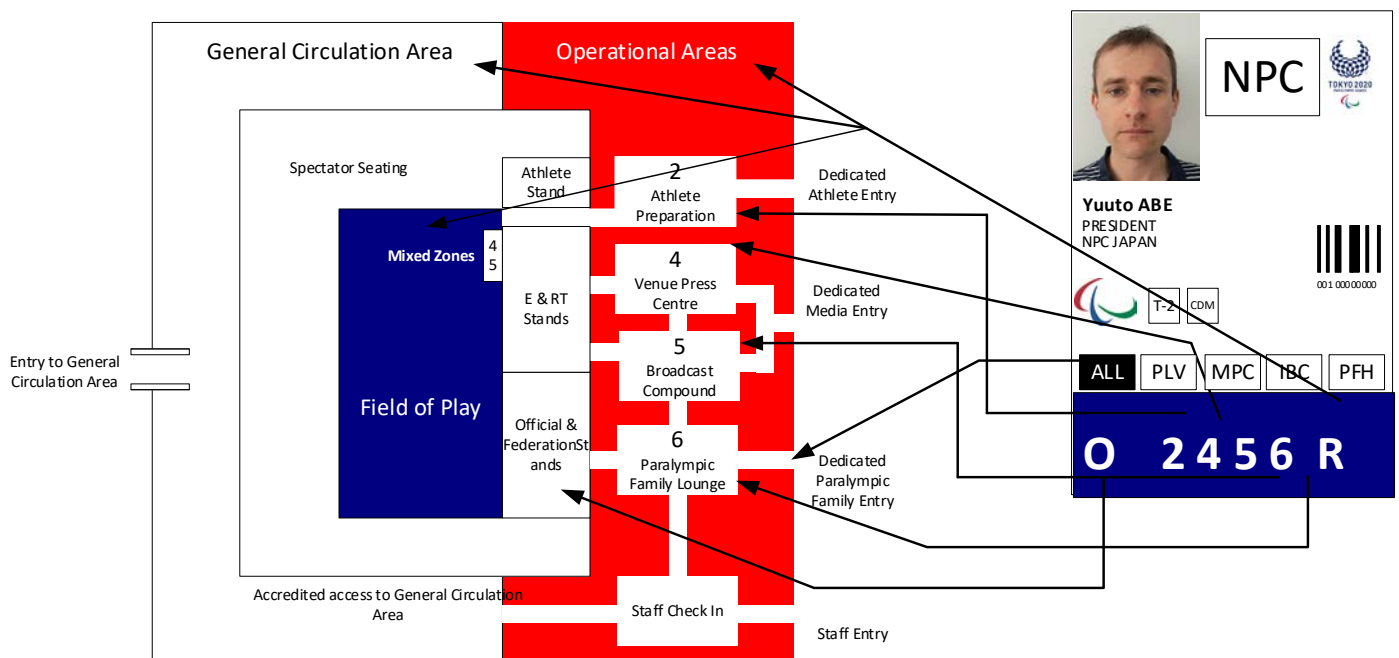 General Circulation Area
Operational Areas
Spectator Seating
Athlete
Stand
2
Athlete
Preparation
Dedicated
Athlete Entry
Mixed Zones
4
5
4
Venue Press
Centre
E & RT
Stands
Dedicated
Media Entry
5
Broadcast
Compound
Entry to General
Circulation Area
Field of Play
Official &
FederationSt
ands
6
Paralympic
Family Lounge
Dedicated
Paralympic
Family Entry
Accredited access to General Circulation
Area
Staff Check In
Staff Entry
NPC
TOKYO 2020
Yuuto ABE
PRESIDENT
NPC JAPAN
001 00000000
T-2
CDM
ALL
PLV
MPC
IBC
PFH
O 2456 R